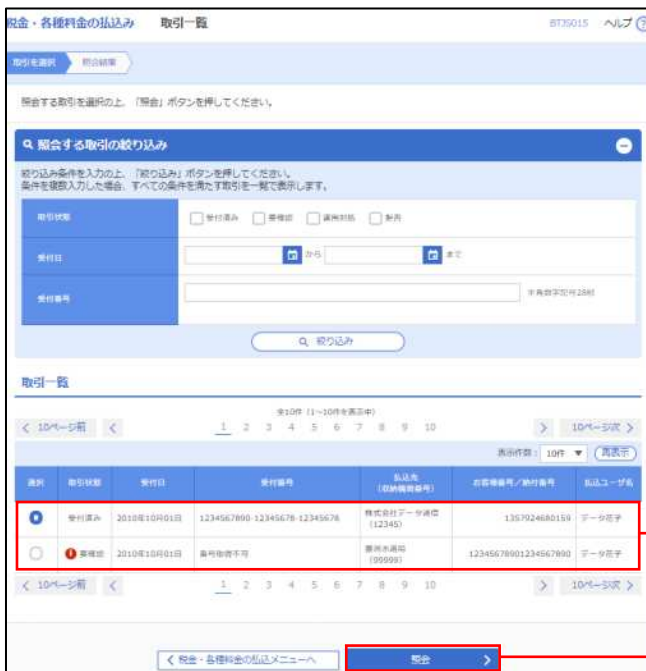 税金・各種料金の払込み 取引一覧 BTJS015 ヘルプ ?
取引を選択 照合結果
照会する取引を選択の上、「照会」ボタンを押してください。
照会する取引の絞り込み
絞り込み条件を入力の上、「絞り込み」ボタンを押してください。
条件を複数入力した場合、すべての条件を満たす取引を一覧で表示します。
取引状態 受付済み 要確認
受付日 から まで
受付番号 半角数字記号28桁
絞り込み
取引一覧
全10件（1～10件を表示中）
< 10ページ前 < 1 2 3 4 5 6 7 8 9 10 > 10ページ次 >
表示件数： 10件 ▼ 再表示
選択 取引状態 受付日 受付番号 払込先（収納機関番号） お客様番号／納付番号 払込ユーザ名
受付済み 2010年10月01日 1234567890-12345678-12345678 株式会社データ通信（12345） 1357924680159 データ花子
要確認 2010年10月01日 番号取得不可 豊洲水道局（99999） 12345678901234567890 データ花子
< 10ページ前 < 1 2 3 4 5 6 7 8 9 10 > 10ページ次 >
< 税金・各種料金の払込メニューへ 照会 >